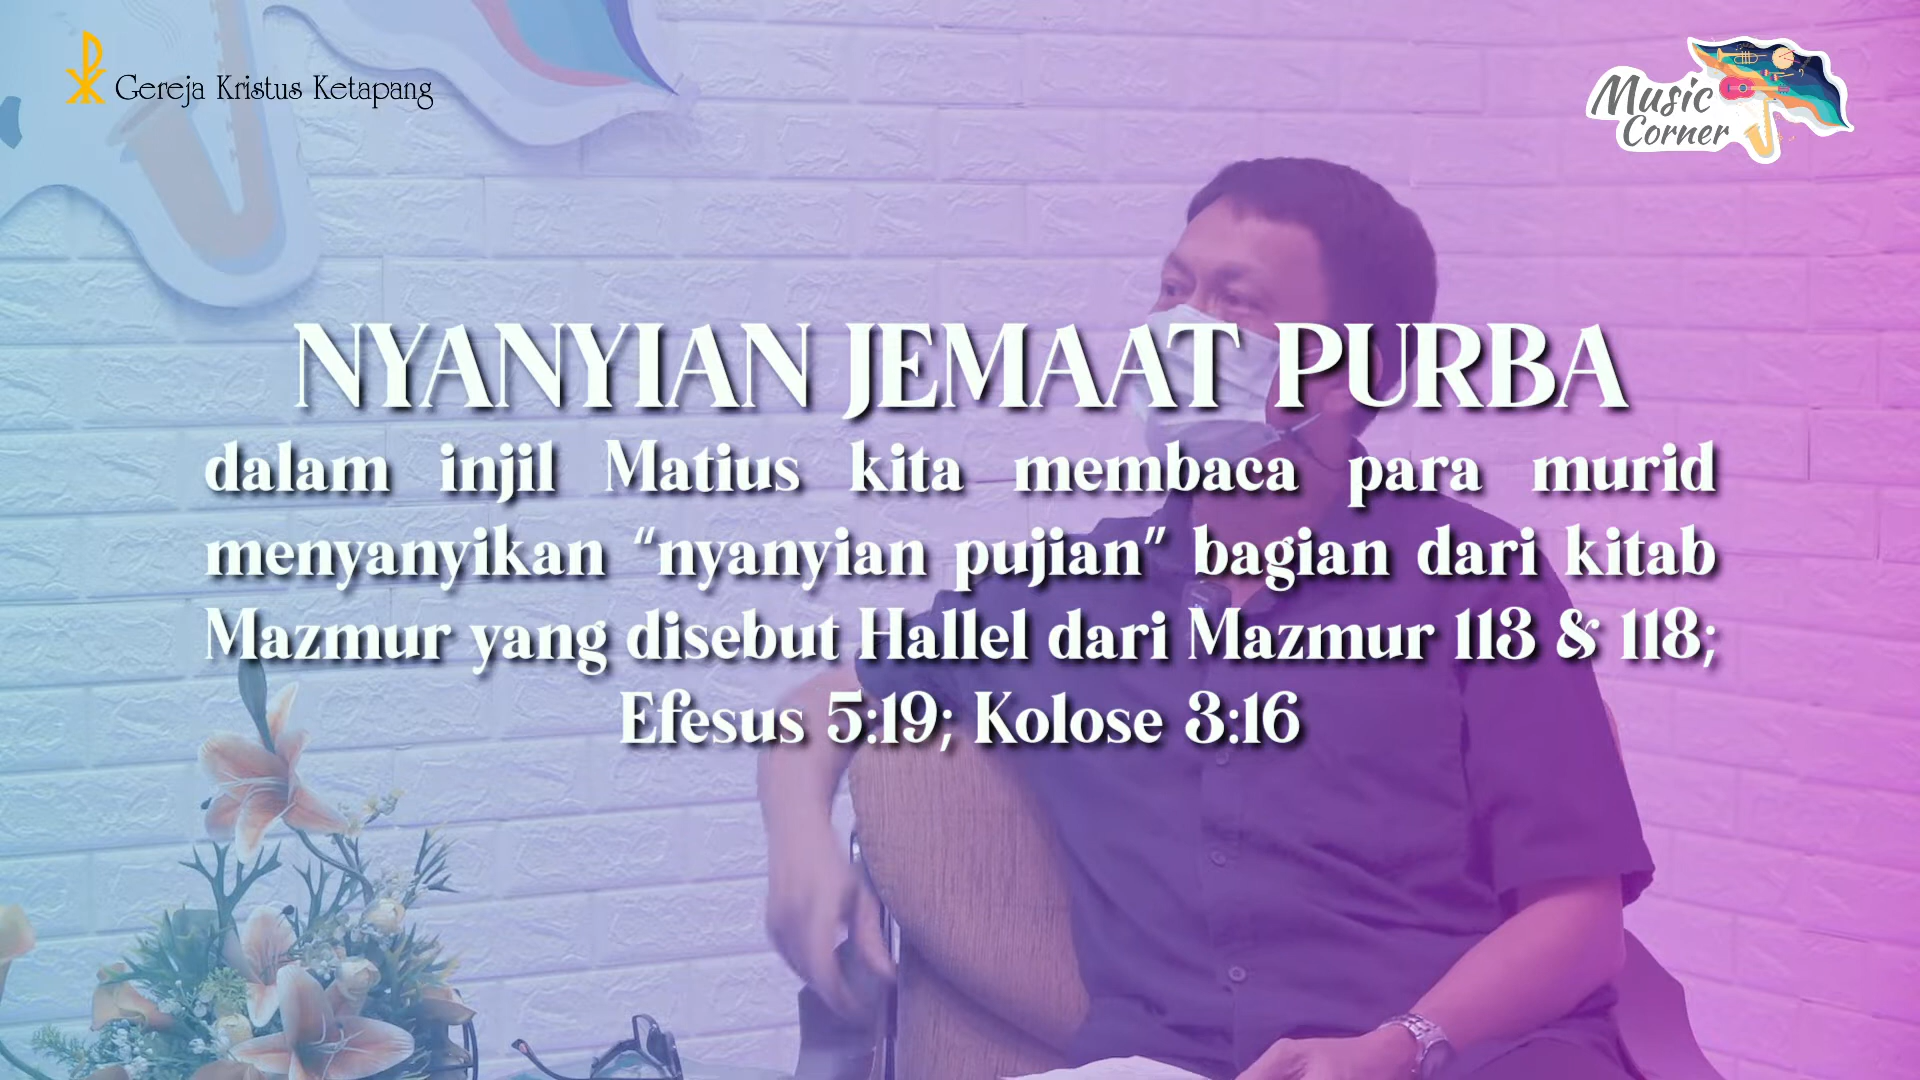 Gereja Kristus Ketapang
Music
Corner
NYANYIAN JEMAAT PURBA
dalam injil Matius kita membaca para murid
menyanyikan “nyanyian pujian” bagian dari kitab
Mazmur yang disebut Hallel dari Mazmur 113 & 118;
Efesus 5:19; Kolose 3:16